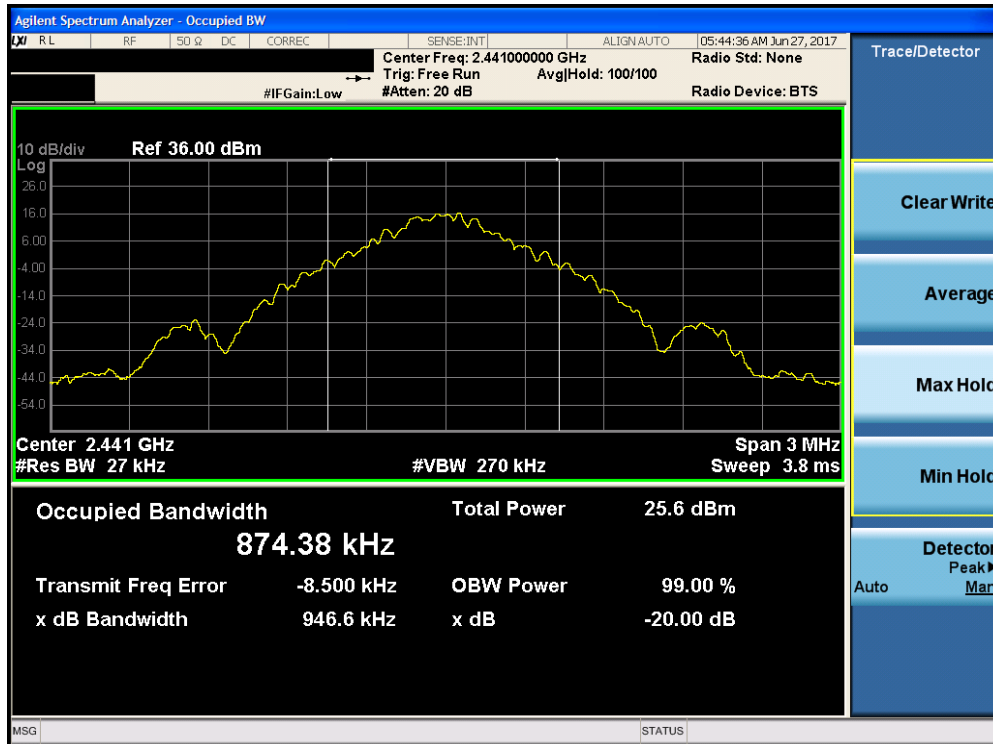 Agilent Spectrum Analyzer - Occupied BW
LXI RL RF 50 Ω DC CORREC SENSE:INT ALIGN AUTO 05:44:36 AM Jun 27, 2017
Center Freq: 2.441000000 GHz Radio Std: None
Trig: Free Run Avg|Hold: 100/100
#IFGain:Low #Atten: 20 dB Radio Device: BTS
Trace/Detector
10 dB/div Ref 36.00 dBm
Log
26.0
16.0
6.00
-4.00
-14.0
-24.0
-34.0
-44.0
-54.0
Center 2.441 GHz Span 3 MHz
#Res BW 27 kHz #VBW 270 kHz Sweep 3.8 ms
Occupied Bandwidth Total Power 25.6 dBm
874.38 kHz
Transmit Freq Error -8.500 kHz OBW Power 99.00 %
x dB Bandwidth 946.6 kHz x dB -20.00 dB
Clear Write
Average
Max Hold
Min Hold
Detector
Peak
Auto Man
MSG STATUS